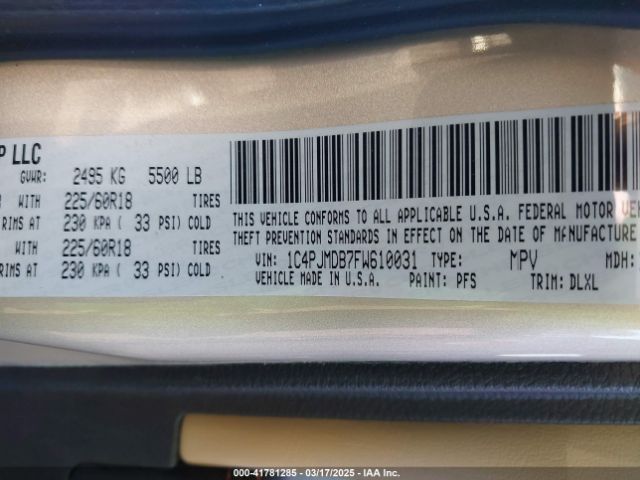 P LLC
GVWR: 2495 KG 5500 LB
WITH 225/60R18 TIRES
RIMS AT 230 KPA ( 33 PSI) COLD
WITH 225/60R18 TIRES
RIMS AT 230 KPA ( 33 PSI) COLD
THIS VEHICLE CONFORMS TO ALL APPLICABLE U.S.A. FEDERAL MOTOR
THEFT PREVENTION STANDARDS IN EFFECT ON THE DATE OF MANUFACTURE
VIN: 1C4PJMDB7FW610031 TYPE: MPV MDH:
VEHICLE MADE IN U.S.A. PAINT: PFS TRIM: DLXL
000-41781285 - 03/17/2025 - IAA Inc.